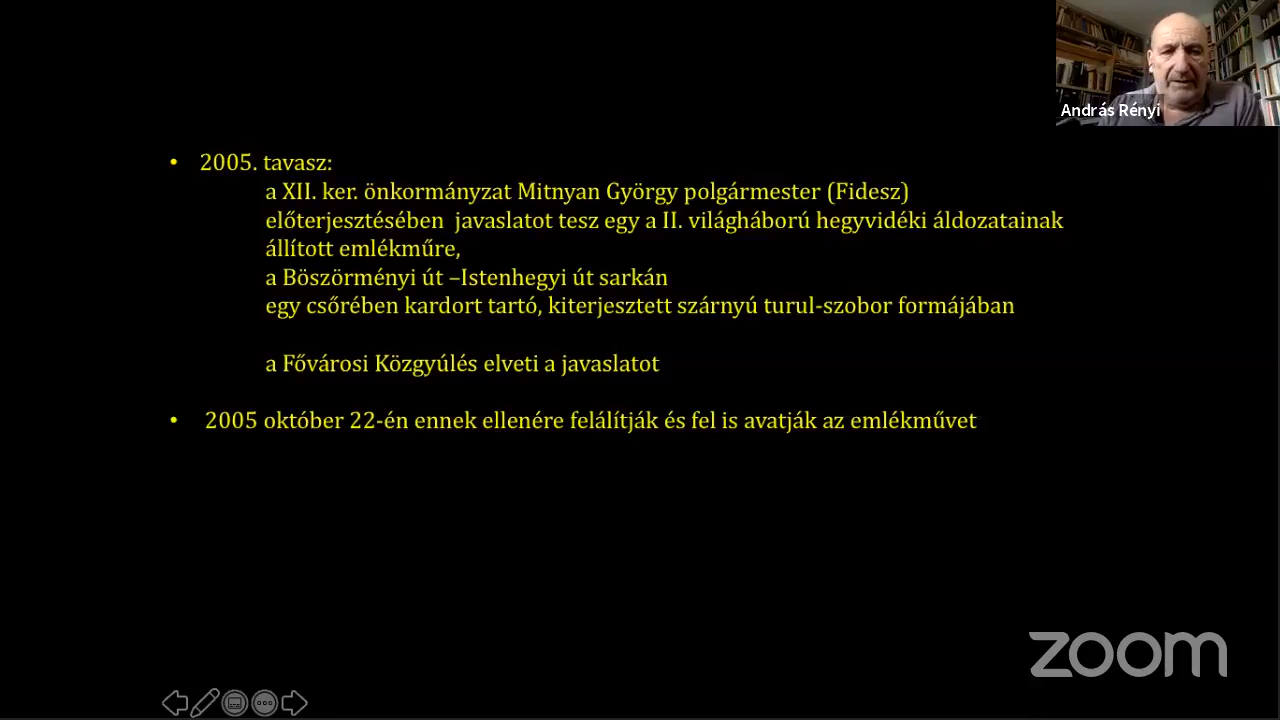 András Rényi
• 2005. tavasz:
a XII. ker. önkormányzat Mitnyan György polgármester (Fidesz)
előterjesztésében javaslatot tesz egy a II. világháború hegyvidéki áldozatainak
állított emlékműre,
a Böszörményi út –Istenhegyi út sarkán
egy csőrében kardort tartó, kiterjesztett szárnyú turul-szobor formájában
a Fővárosi Közgyúlés elveti a javaslatot
• 2005 október 22-én ennek ellenére felálítják és fel is avatják az emlékművet
zoom